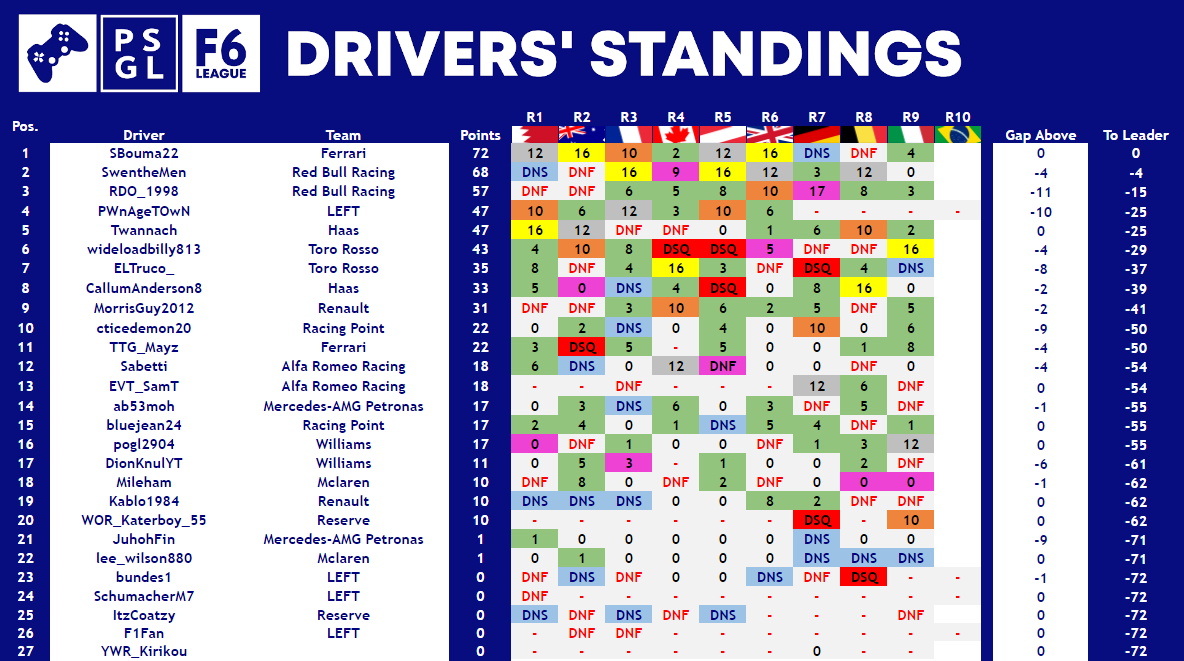 PS GL F6 LEAGUE DRIVERS' STANDINGS
Pos. Driver Team Points R1 R2 R3 R4 R5 R6 R7 R8 R9 R10 Gap Above To Leader
1 SBouma22 Ferrari 72 12 16 10 2 12 16 DNS DNF 4 0 0
2 SwentheMen Red Bull Racing 68 DNS DNF 16 9 16 12 3 12 0 -4 -4
3 RDO_1998 Red Bull Racing 57 DNF DNF 6 5 8 10 17 8 3 -11 -15
4 PWnAgeTOwN LEFT 47 10 6 12 3 10 6 - - - - -10 -25
5 Twannach Haas 47 16 12 DNF DNF 0 1 6 10 2 0 -25
6 wideloadbilly813 Toro Rosso 43 4 10 8 DSQ DSQ 5 DNF DNF 16 -4 -29
7 ELTruco_ Toro Rosso 35 8 DNF 4 16 3 DNF DSQ 4 DNS -8 -37
8 CallumAnderson8 Haas 33 5 0 DNS 4 DSQ 0 8 16 0 -2 -39
9 MorrisGuy2012 Renault 31 DNF DNF 3 10 6 2 5 DNF 5 -2 -41
10 cticedemon20 Racing Point 22 0 2 DNS 0 4 0 10 0 6 -9 -50
11 TTG_Mayz Ferrari 22 3 DSQ 5 - 5 0 0 1 8 -4 -50
12 Sabetti Alfa Romeo Racing 18 6 DNS 0 12 DNF 0 0 0 0 -4 -54
13 EVT_SamT Alfa Romeo Racing 18 - - DNF - - - 12 6 DNF 0 -54
14 ab53moh Mercedes-AMG Petronas 17 0 3 DNS 6 0 3 DNF 5 DNF -1 -55
15 bluejean24 Racing Point 17 2 4 0 1 DNS 5 4 DNF 1 0 -55
16 pogl2904 Williams 17 0 DNF 1 0 0 DNF 1 3 12 0 -55
17 DionKnulYT Williams 11 0 5 3 - 1 0 0 2 DNF -6 -61
18 Mileham Mclaren 10 DNF 8 0 DNF 2 DNF 0 0 0 -1 -62
19 Kablo1984 Renault 10 DNS DNS DNS 0 0 8 2 DNF DNF 0 -62
20 WOR_Katerboy_55 Reserve 10 - - - - - - DSQ - 10 0 -62
21 JuhohFin Mercedes-AMG Petronas 1 1 0 0 0 0 0 DNS 0 0 -9 -71
22 lee_wilson880 Mclaren 1 0 1 0 0 0 0 DNS DNS DNS 0 -71
23 bundes1 LEFT 0 DNF DNS DNF 0 0 DNS DNF DSQ - - -1 -72
24 SchumacherM7 LEFT 0 DNF - - - - - - - - - 0 -72
25 ItzCoatzy Reserve 0 DNS DNF DNS DNF DNS - - - DNF 0 -72
26 F1Fan LEFT 0 - DNF DNF - - - - - - - 0 -72
27 YWR_Kirikou 0 - - - - - - 0 - - 0 -72